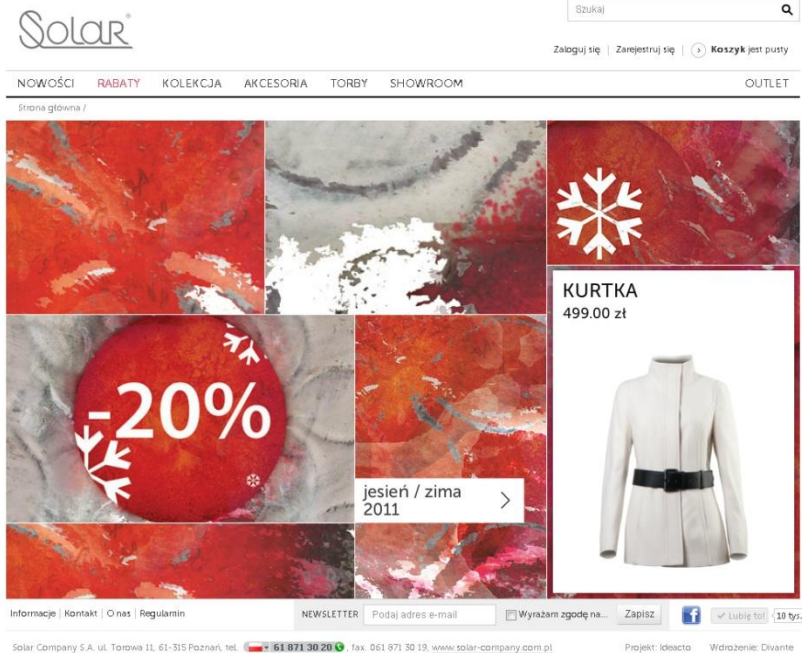 SOLAR®
Szukaj
Zaloguj się | Zarejestruj się | Koszyk jest pusty
NOWOŚCI RABATY KOLEKCJA AKCESORIA TORBY SHOWROOM OUTLET
Strona główna /
KURTKA
499.00 zł
-20%
jesień / zima
2011
Informacje | Kontakt | O nas | Regulamin
NEWSLETTER Podaj adres e-mail Wyrażam zgodę na... Zapisz f Lubię to! 10 tys.
Solar Company S.A. ul. Torowa 11, 61-315 Poznań, tel. 61 871 30 20, fax. 061 871 30 19, www.solar-company.com.pl Projekt: Ideacto Wdrożenie: Divante